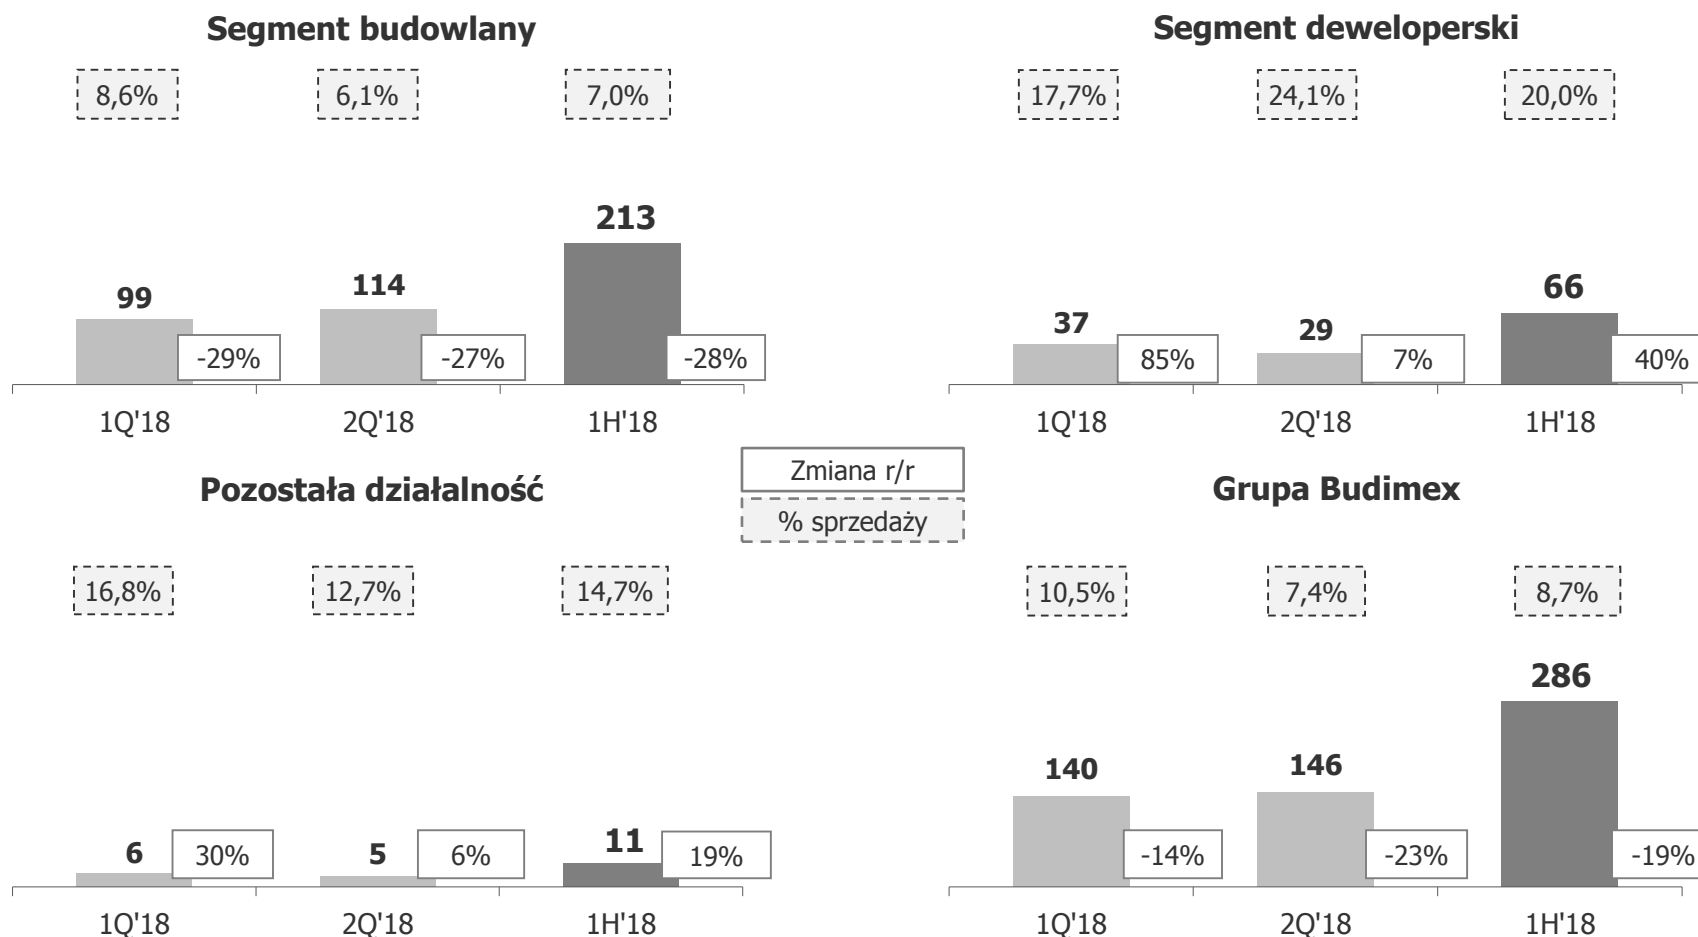 Segment budowlany
8,6% 6,1% 7,0%
99 114 213
-29% -27% -28%
1Q'18 2Q'18 1H'18
Segment deweloperski
17,7% 24,1% 20,0%
37 29 66
85% 7% 40%
1Q'18 2Q'18 1H'18
Zmiana r/r
% sprzedaży
Pozostała działalność
16,8% 12,7% 14,7%
6 30% 5 6% 11 19%
1Q'18 2Q'18 1H'18
Grupa Budimex
10,5% 7,4% 8,7%
140 146 286
-14% -23% -19%
1Q'18 2Q'18 1H'18